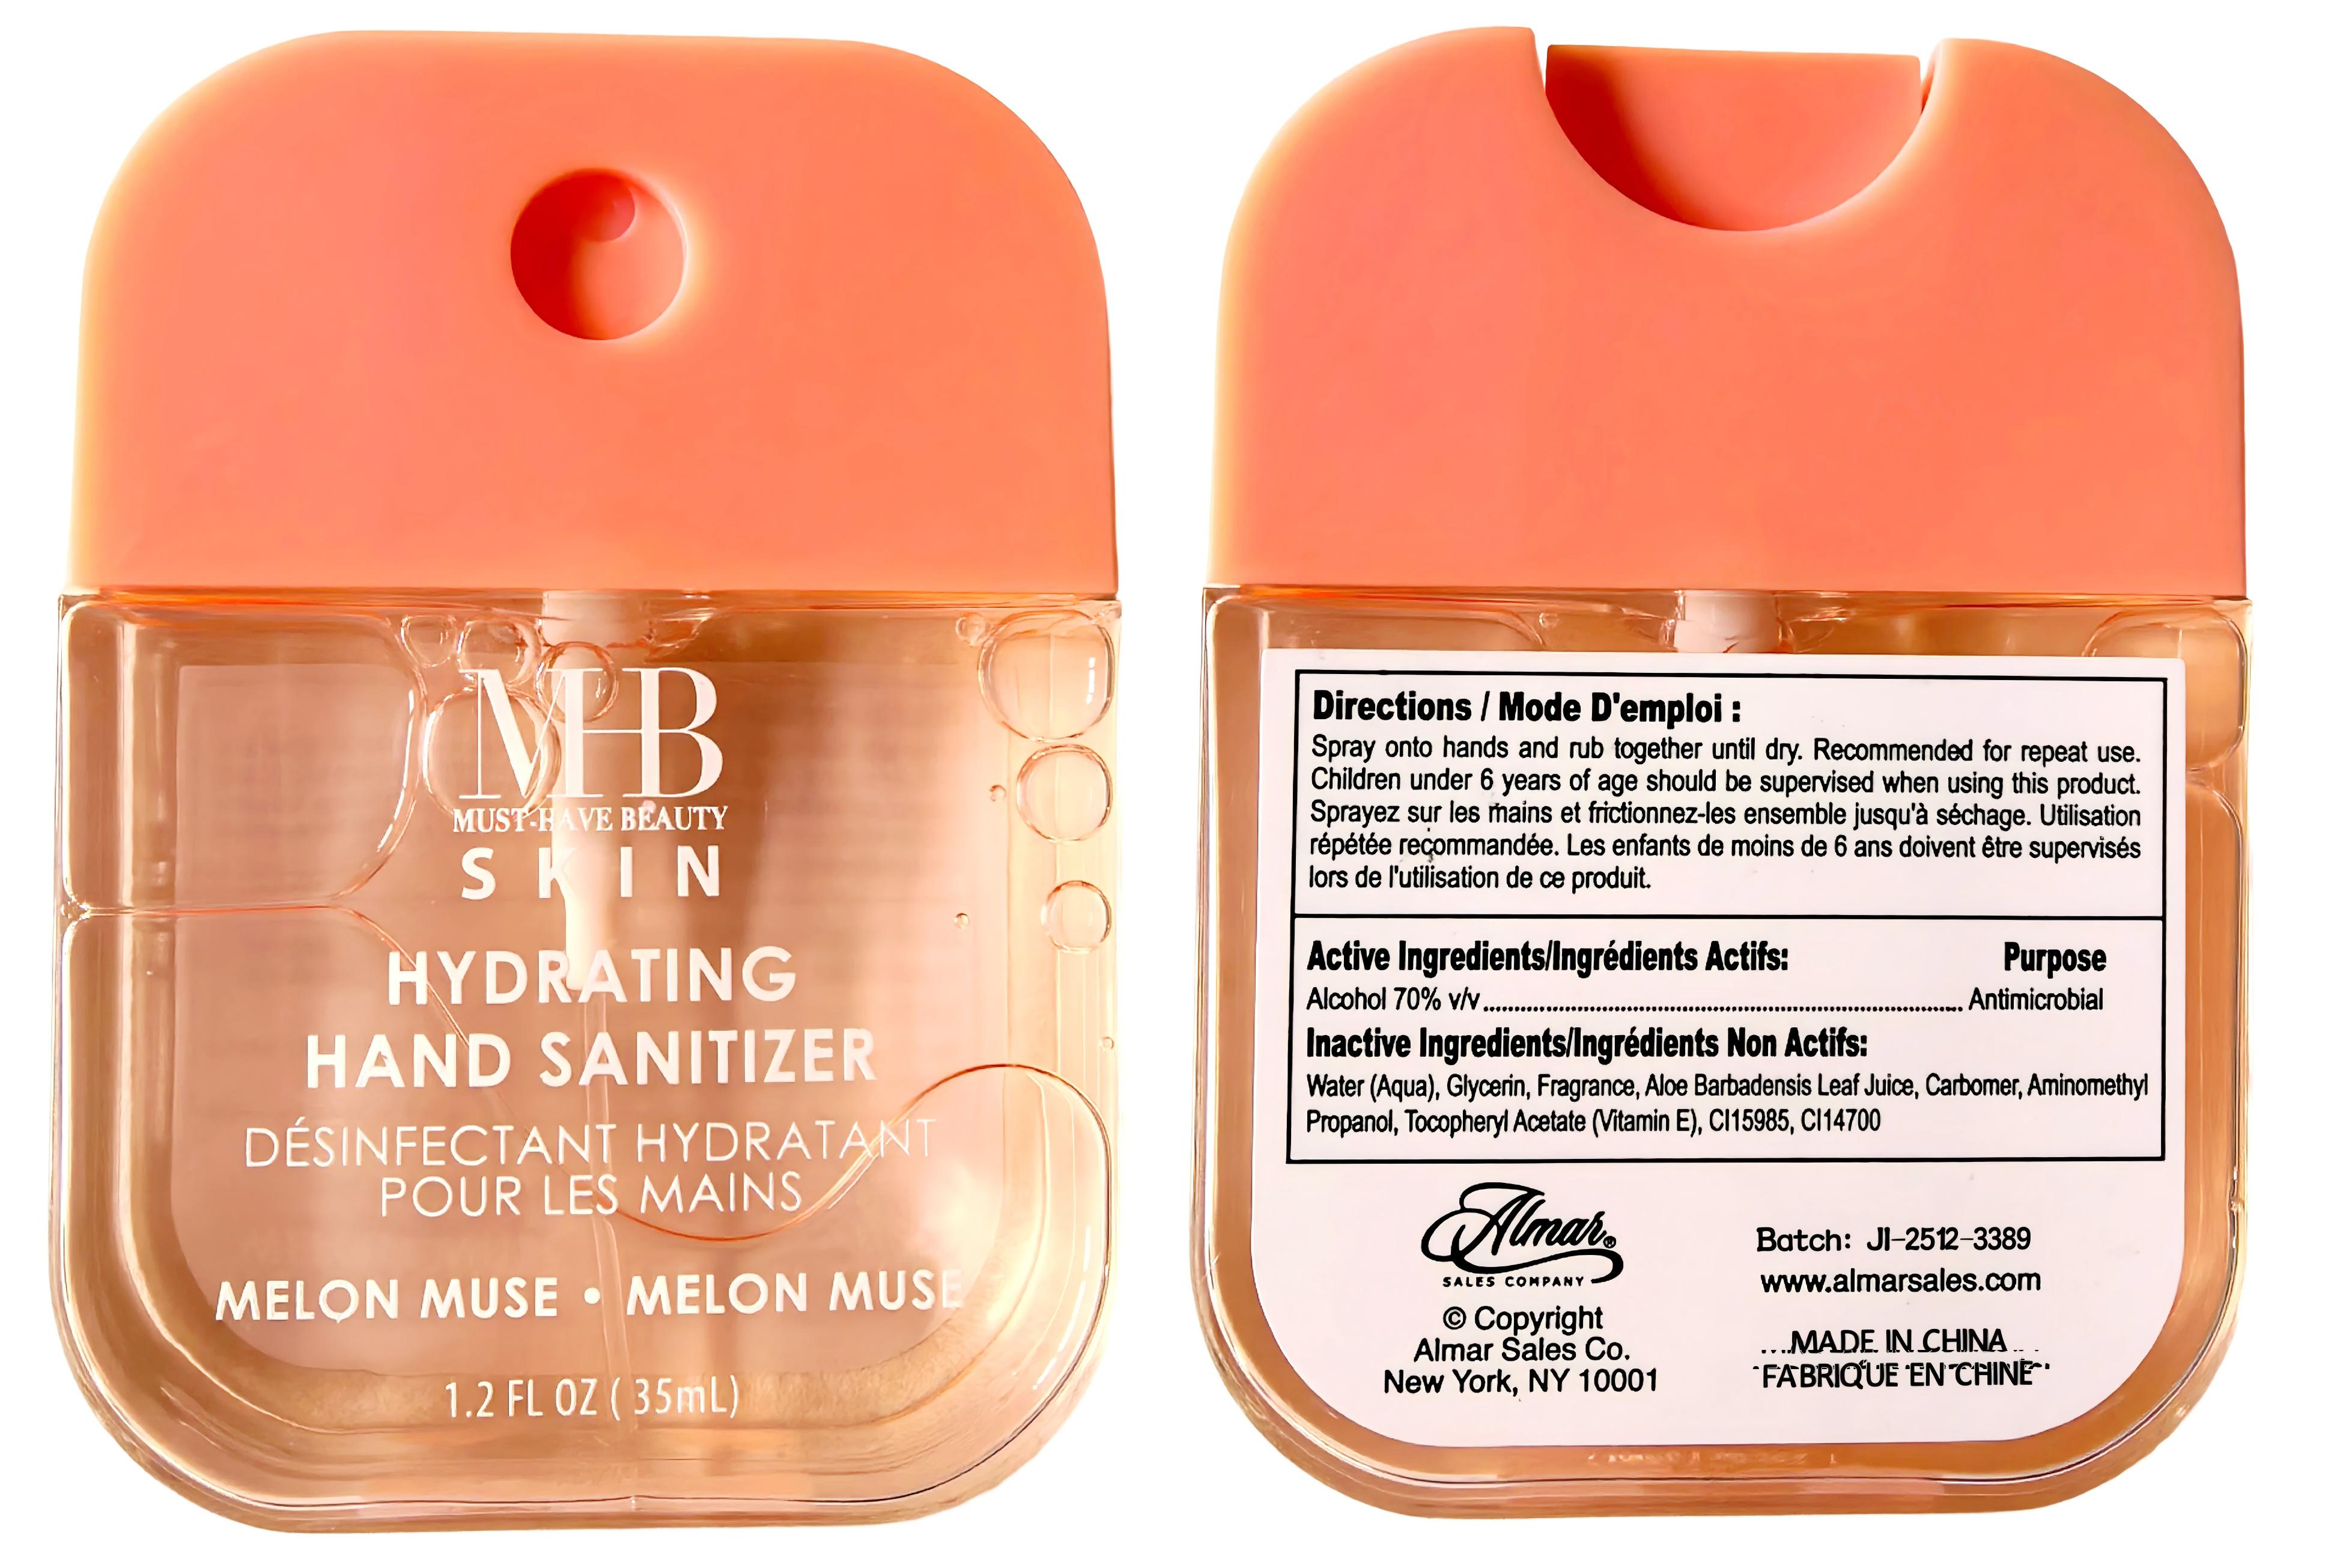 MHB
MUST-HAVE BEAUTY
SKIN
HYDRATING
HAND SANITIZER
DÉSINFECTANT HYDRATANT
POUR LES MAINS
MELON MUSE • MELON MUSE
1.2 FL OZ ( 35mL)
Directions / Mode D'emploi :
Spray onto hands and rub together until dry. Recommended for repeat use.
Children under 6 years of age should be supervised when using this product.
Sprayez sur les mains et frictionnez-les ensemble jusqu'à séchage. Utilisation
répétée recommandée. Les enfants de moins de 6 ans doivent être supervisés
lors de l'utilisation de ce produit.
Active Ingredients/Ingrédients Actifs: Purpose
Alcohol 70% v/v........................................ Antimicrobial
Inactive Ingredients/Ingrédients Non Actifs:
Water (Aqua), Glycerin, Fragrance, Aloe Barbadensis Leaf Juice, Carbomer, Aminomethyl
Propanol, Tocopheryl Acetate (Vitamin E), CI15985, CI14700
Almar®
SALES COMPANY
© Copyright
Almar Sales Co.
New York, NY 10001
Batch: JI-2512-3389
www.almarsales.com
MADE IN CHINA
FABRIQUE EN CHINE